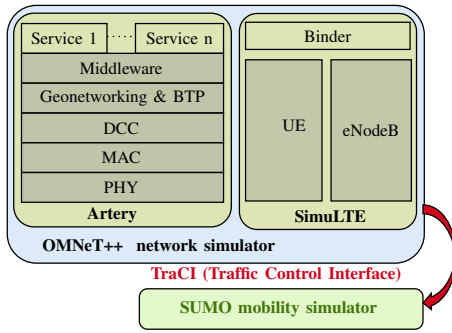 Service 1 ..... Service n
Middleware
Geonetworking & BTP
DCC
MAC
PHY
Artery
Binder
UE
eNodeB
SimuLTE
OMNeT++ network simulator
TraCI (Traffic Control Interface)
SUMO mobility simulator